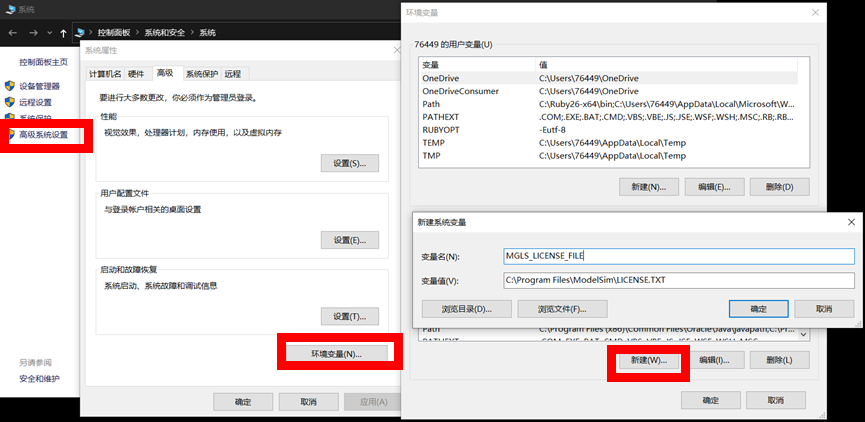 系统
控制面板
系统和安全
系统
控制面板主页
设备管理器
远程设置
系统保护
高级系统设置
另请参阅
安全和维护
系统属性
计算机名 硬件 高级 系统保护 远程
要进行大多数更改，你必须作为管理员登录。
性能
视觉效果，处理器计划，内存使用，以及虚拟内存
设置(S)...
用户配置文件
与登录帐户相关的桌面设置
设置(E)...
启动和故障恢复
系统启动、系统故障和调试信息
设置(T)...
环境变量(N)...
确定 取消 应用(A)
环境变量
76449 的用户变量(U)
变量 值
OneDrive C:\Users\76449\OneDrive
OneDriveConsumer C:\Users\76449\OneDrive
Path C:\Ruby26-x64\bin;C:\Users\76449\AppData\Local\Microsoft\W...
PATHEXT .COM;.EXE;.BAT;.CMD;.VBS;.VBE;.JS;.JSE;.WSF;.WSH;.MSC;.RB;.RB...
RUBYOPT -Eutf-8
TEMP C:\Users\76449\AppData\Local\Temp
TMP C:\Users\76449\AppData\Local\Temp
新建(N)... 编辑(E)... 删除(D)
新建系统变量
变量名(N): MGLS_LICENSE_FILE
变量值(V): C:\Program Files\ModelSim\LICENSE.TXT
浏览目录(D)... 浏览文件(F)... 确定 取消
Path C:\Program Files (x86)\Common Files\Oracle\Java\javapath;C:\Pr...
PATHEXT .COM;.EXE;.BAT;.CMD;.VBS;.VBE;.JS;.JSE;.WSF;.WSH;.MSC
新建(W)... 编辑(I)... 删除(L)
确定 取消